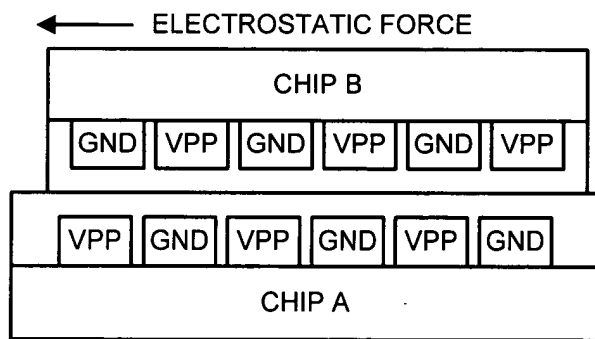 ELECTROSTATIC FORCE
CHIP B
GND VPP GND VPP GND VPP
VPP GND VPP GND VPP GND
CHIP A